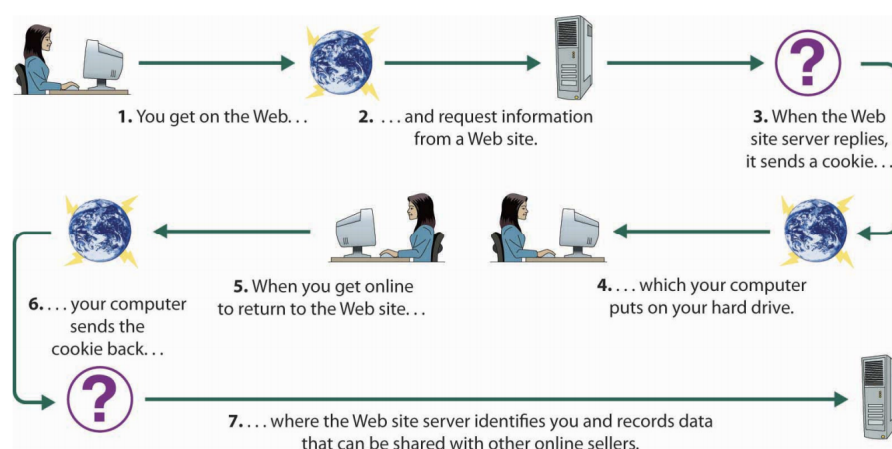 1. You get on the Web. . .
2. . . . and request information
from a Web site.
?
3. When the Web
site server replies,
it sends a cookie. . .
4. . . . which your computer
puts on your hard drive.
5. When you get online
to return to the Web site. . .
6. . . . your computer
sends the
cookie back. . .
?
7. . . . where the Web site server identifies you and records data
that can be shared with other online sellers.